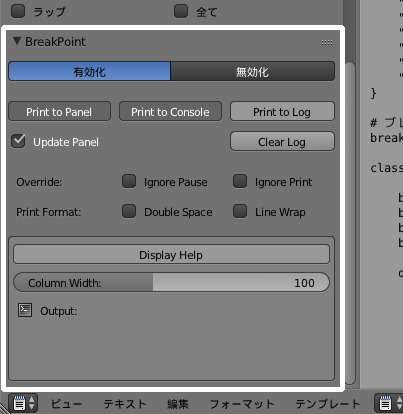 ラップ 全て
BreakPoint
有効化 無効化
Print to Panel Print to Console Print to Log
Update Panel Clear Log
Override: Ignore Pause Ignore Print
Print Format: Double Space Line Wrap
Display Help
Column Width: 100
Output:
ビュー テキスト 編集 フォーマット テンプレート
"
"
"
"
"
}
# ブレ
break
class
b
b
b
b